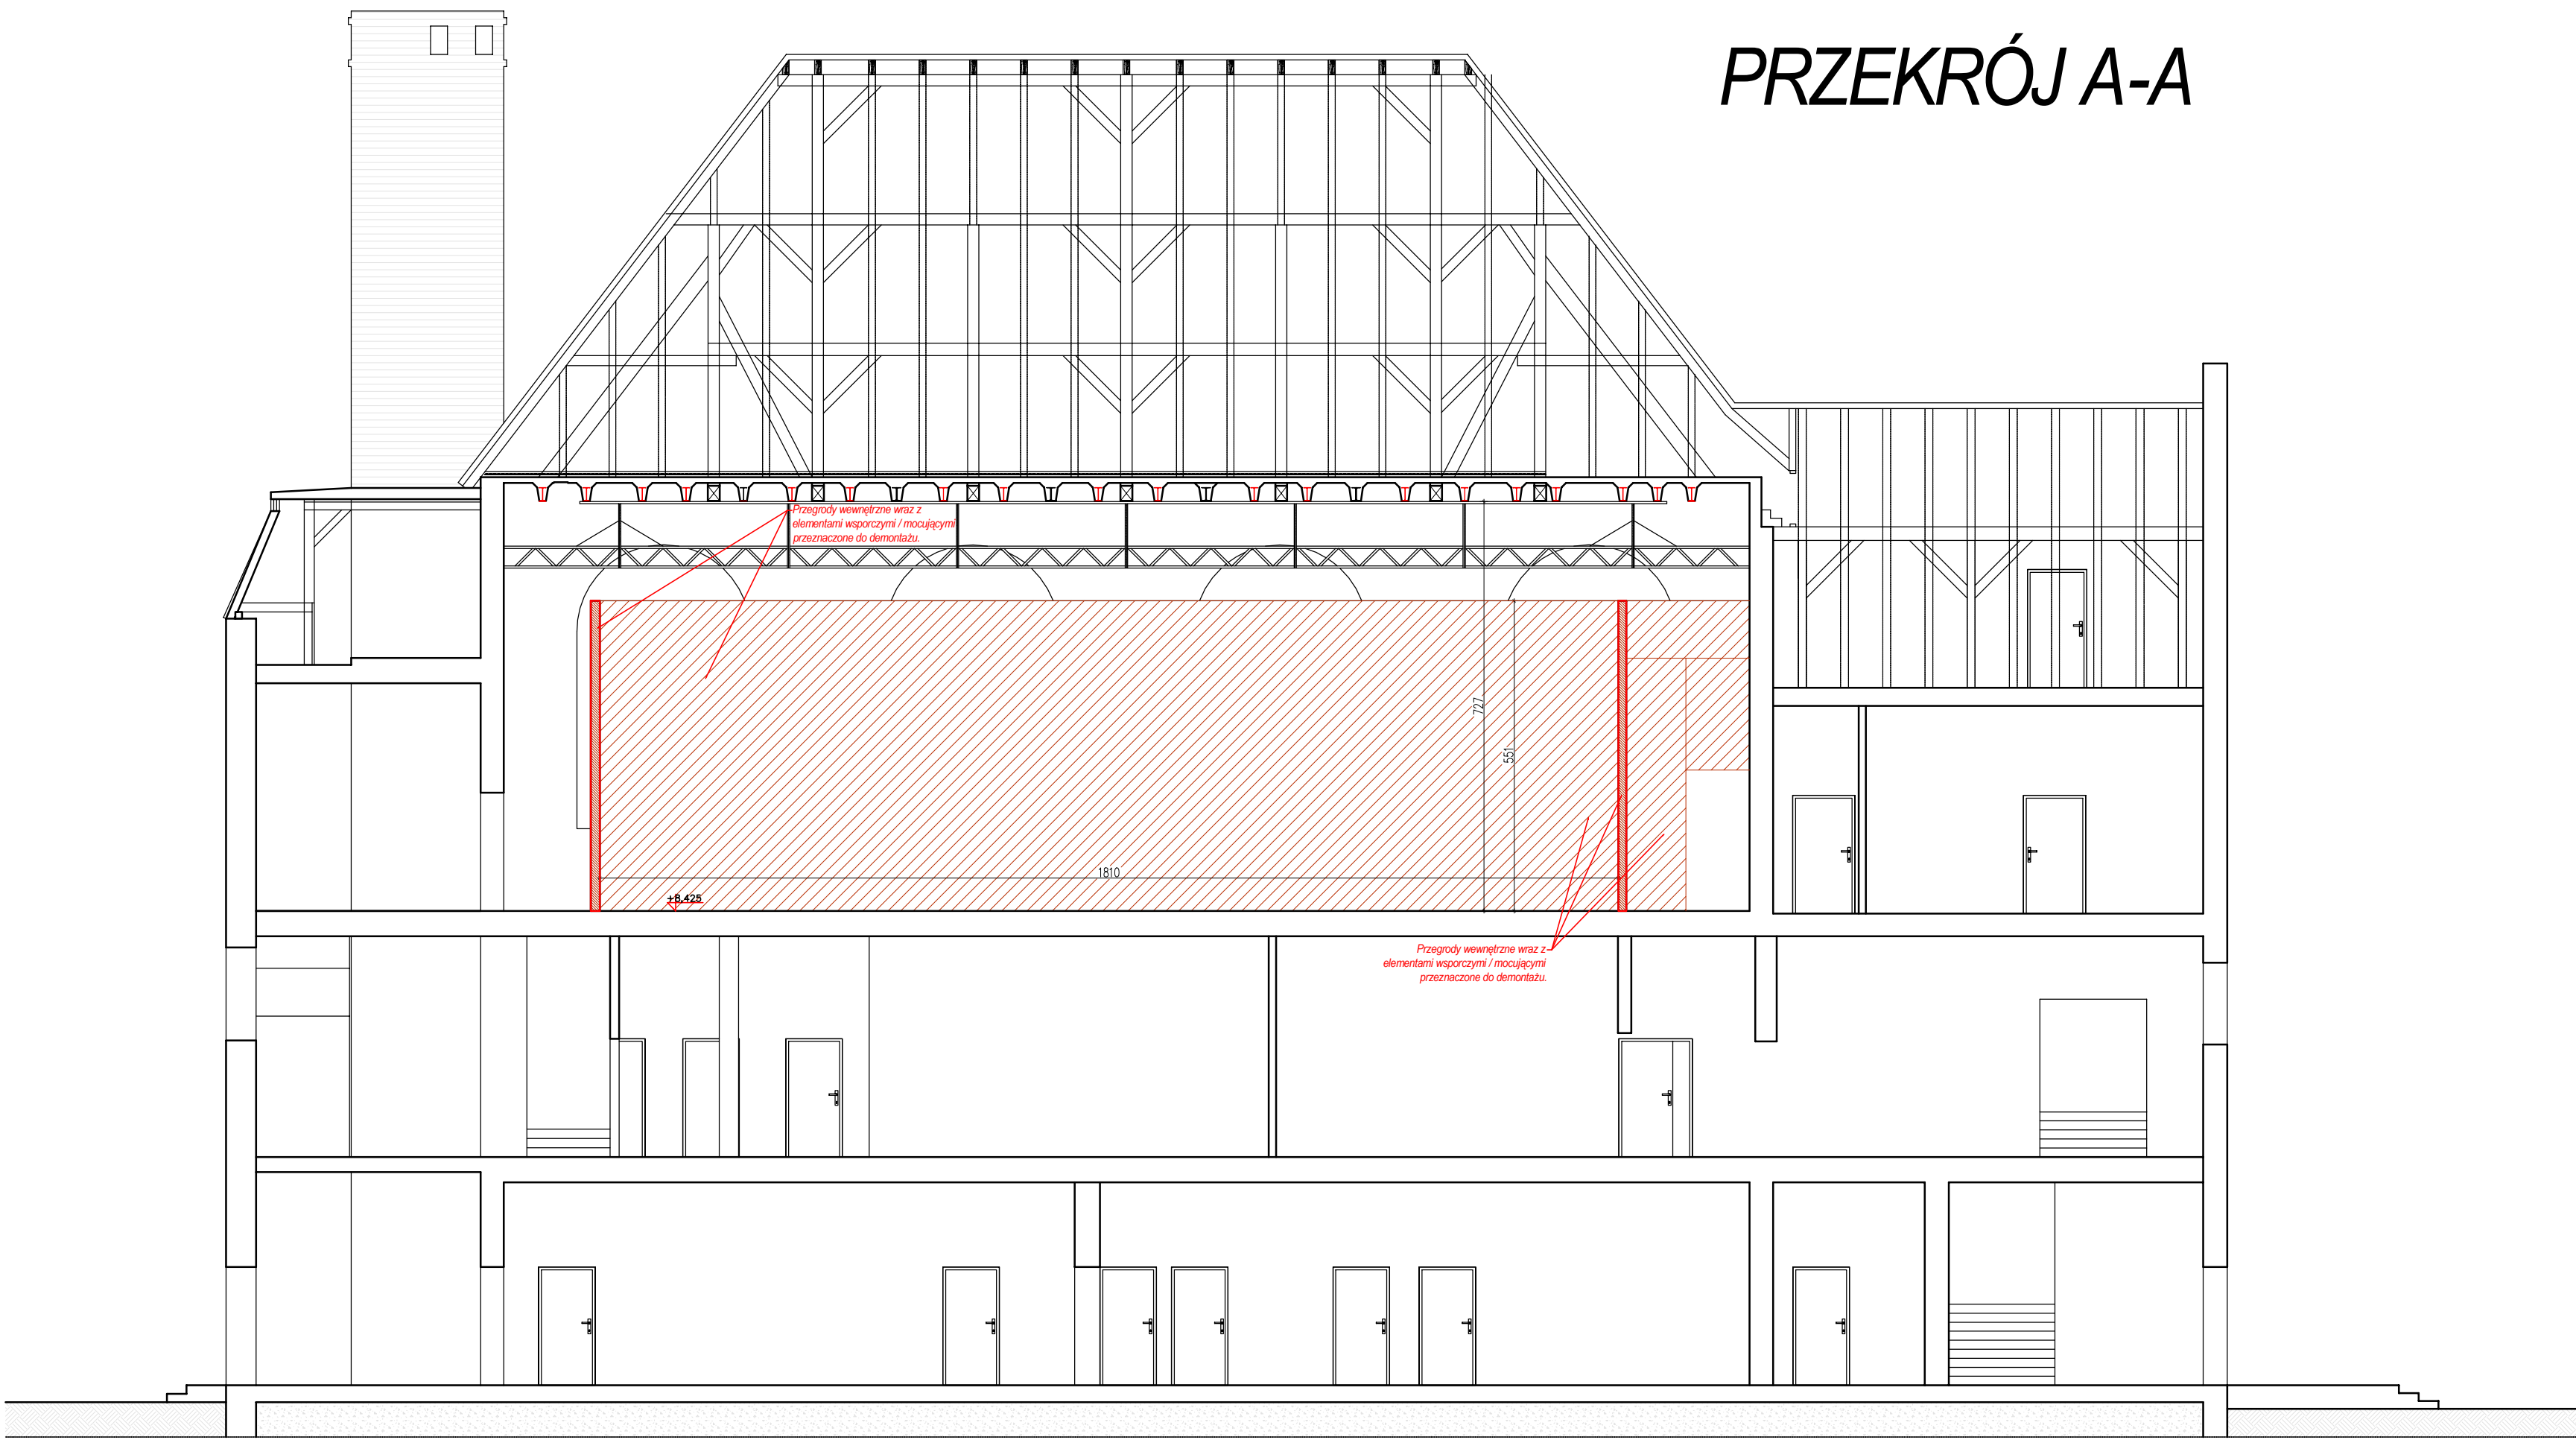 PRZEKRÓJ A-A
Przegrody wewnętrzne wraz z
elementami wsporczymi / mocującymi
przeznaczone do demontażu.
727
551
1810
+8.425
Przegrody wewnętrzne wraz z
elementami wsporczymi / mocującymi
przeznaczone do demontażu.